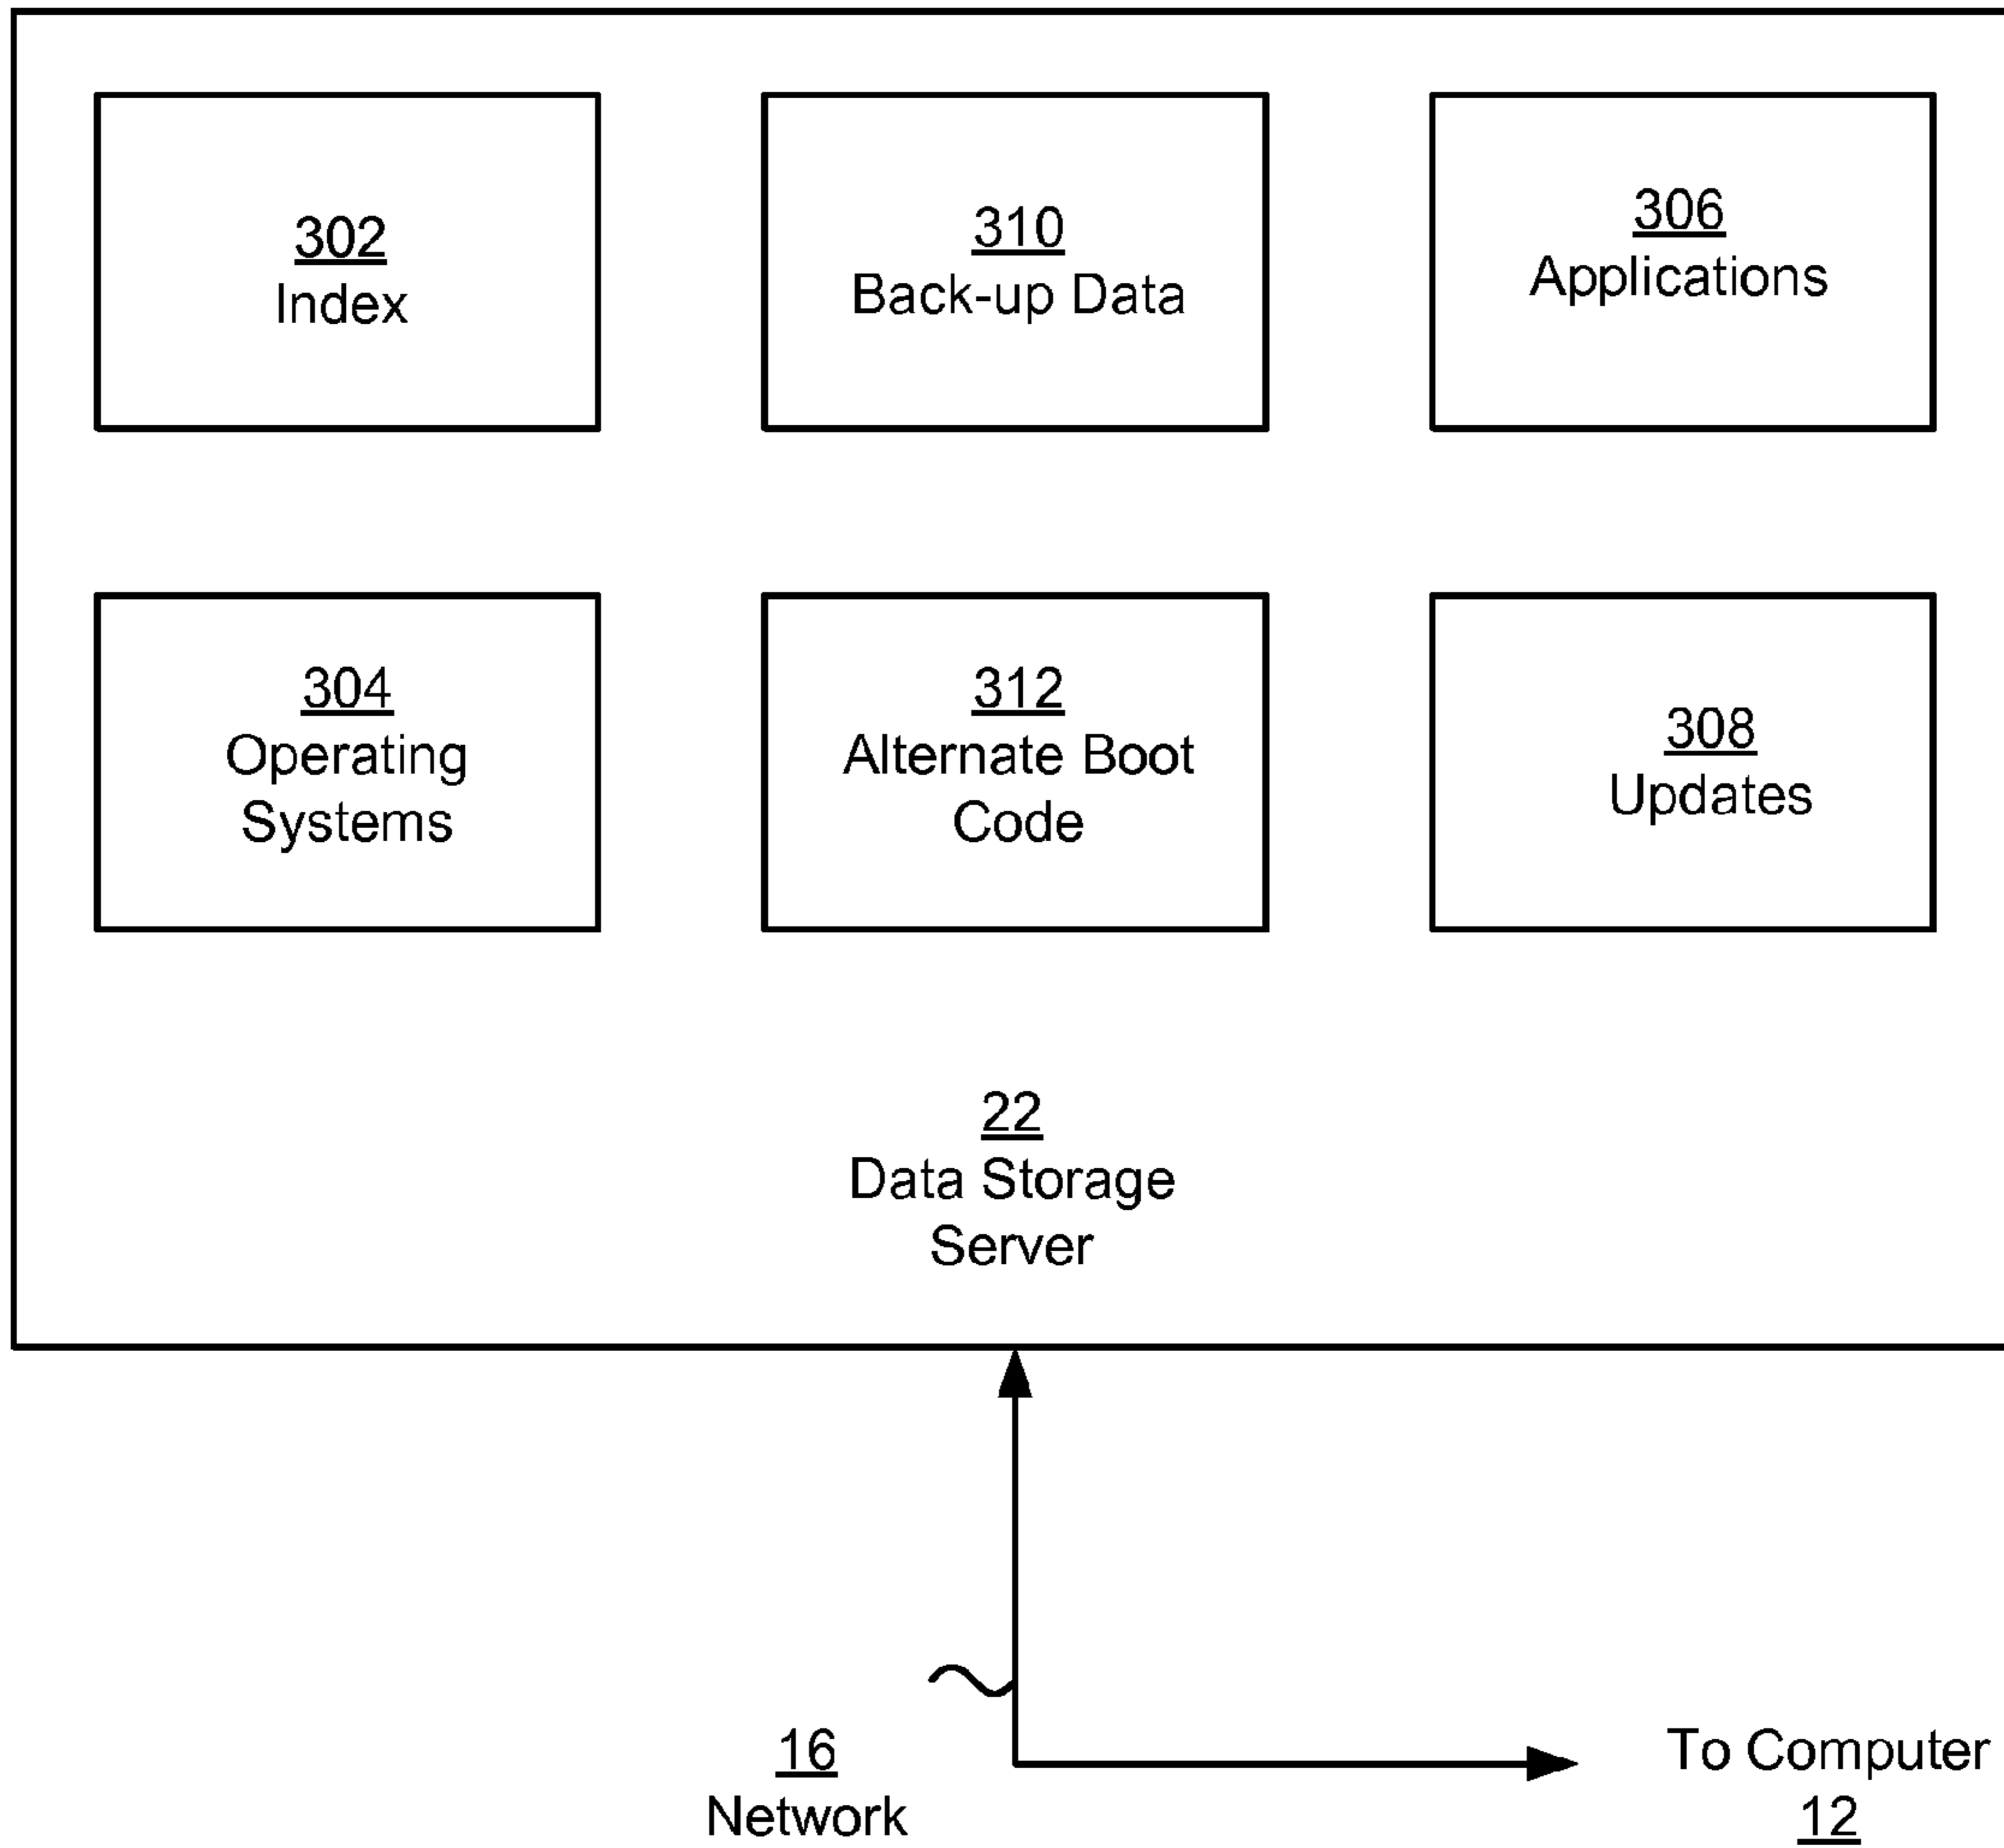 302
Index
310
Back-up Data
306
Applications
304
Operating
Systems
312
Alternate Boot
Code
308
Updates
22
Data Storage
Server
16
Network
To Computer
12